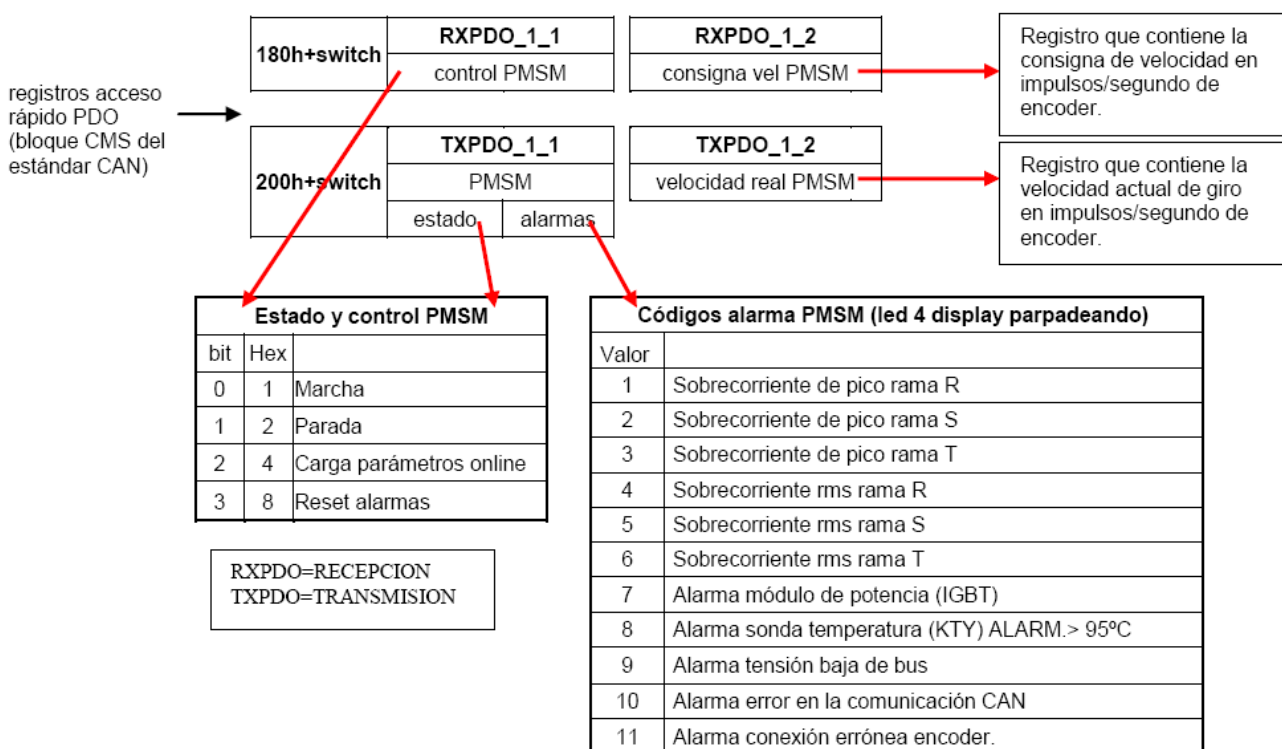 180h+switch
RXPDO_1_1
control PMSM
RXPDO_1_2
consigna vel PMSM
Registro que contiene la
consigna de velocidad en
impulsos/segundo de
encoder.
registros acceso
rápido PDO
(bloque CMS del
estándar CAN)
200h+switch
TXPDO_1_1
PMSM
estado
alarmas
TXPDO_1_2
velocidad real PMSM
Registro que contiene la
velocidad actual de giro
en impulsos/segundo de
encoder.
Estado y control PMSM
bit Hex
0 1 Marcha
1 2 Parada
2 4 Carga parámetros online
3 8 Reset alarmas
RXPDO=RECEPCION
TXPDO=TRANSMISION
Códigos alarma PMSM (led 4 display parpadeando)
Valor
1 Sobrecorriente de pico rama R
2 Sobrecorriente de pico rama S
3 Sobrecorriente de pico rama T
4 Sobrecorriente rms rama R
5 Sobrecorriente rms rama S
6 Sobrecorriente rms rama T
7 Alarma módulo de potencia (IGBT)
8 Alarma sonda temperatura (KTY) ALARM.> 95ºC
9 Alarma tensión baja de bus
10 Alarma error en la comunicación CAN
11 Alarma conexión errónea encoder.